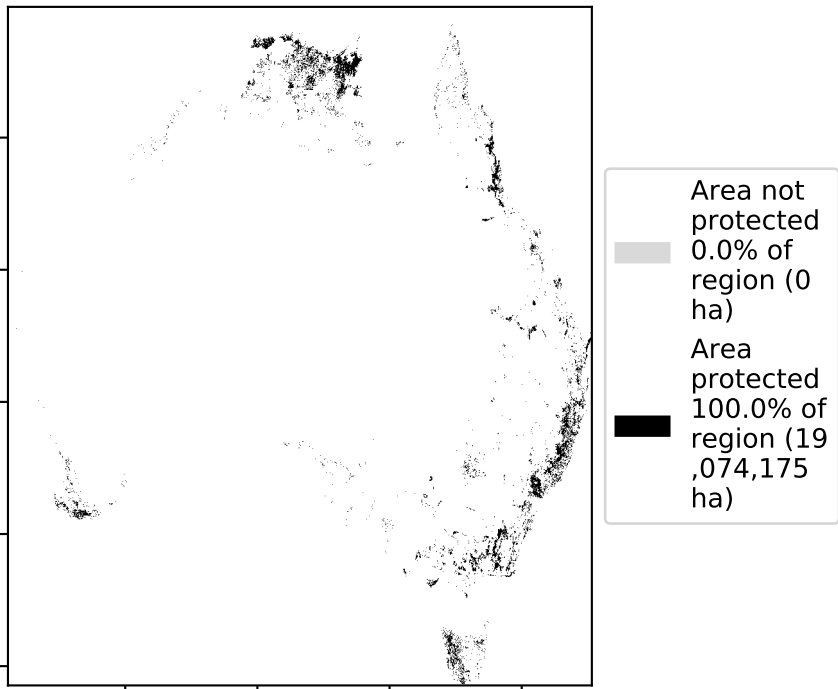 Area not
protected
0.0% of
region (0
ha)
Area
protected
100.0% of
region (19
,074,175
ha)